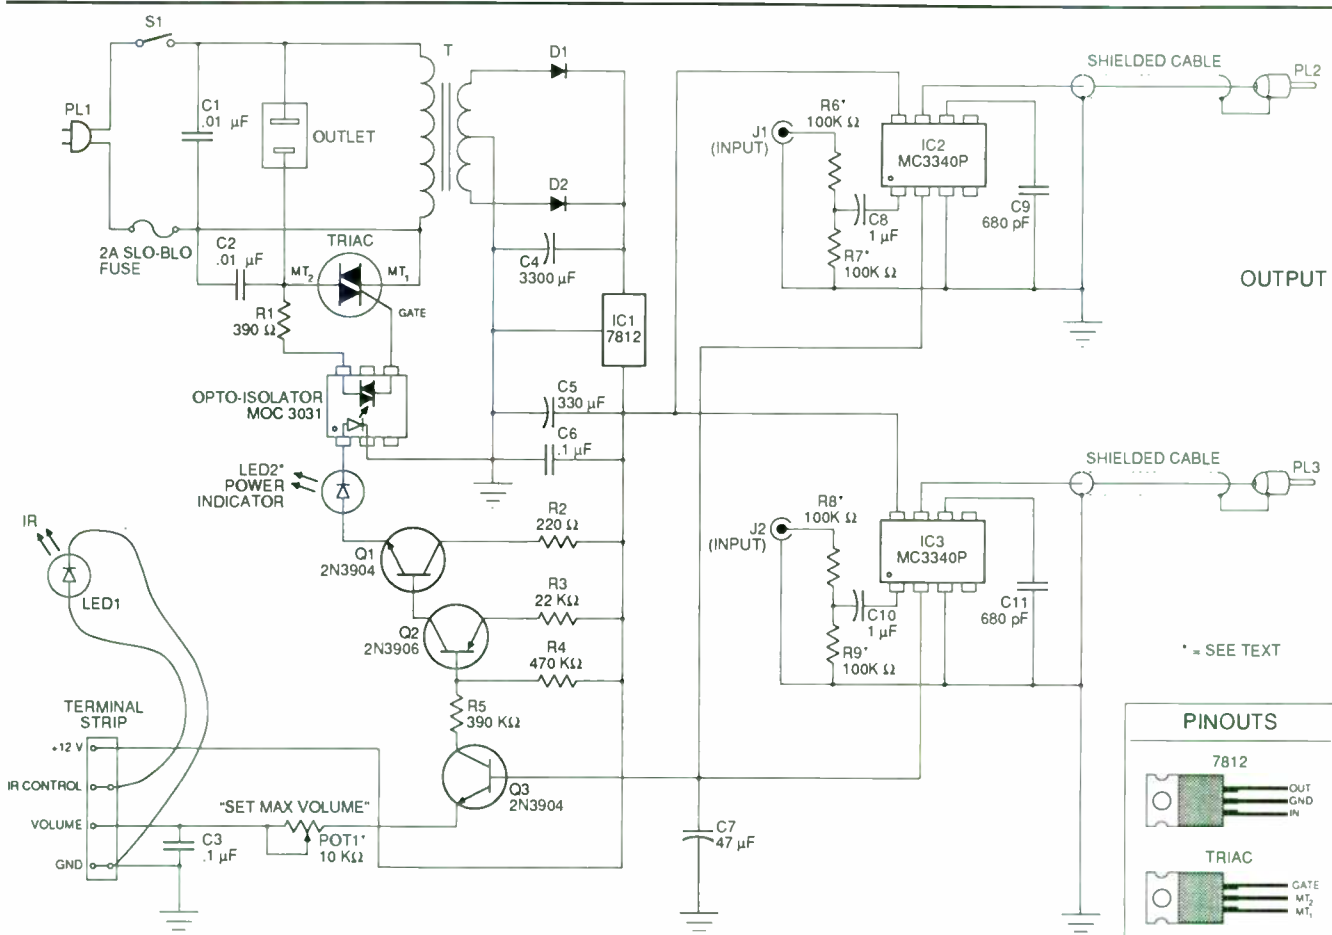 S1
T
D1
PL1
C1
.01 µF
OUTLET
D2
2A SLO-BLO
FUSE
C2
.01 µF
TRIAC
MT2
MT1
GATE
R1
390 Ω
C4
3300 µF
IC1
7812
OPTO-ISOLATOR
MOC 3031
C5
330 µF
C6
.1 µF
LED2*
POWER
INDICATOR
R2
220 Ω
Q1
2N3904
R3
22 KΩ
Q2
2N3906
R4
470 KΩ
R5
390 KΩ
Q3
2N3904
IR
LED1
TERMINAL
STRIP
+12 V
IR CONTROL
VOLUME
GND
"SET MAX VOLUME"
C3
.1 µF
POT1*
10 KΩ
C7
47 µF
SHIELDED CABLE
PL2
J1
(INPUT)
R6*
100K Ω
IC2
MC3340P
C8
1 µF
R7*
100K Ω
C9
680 pF
OUTPUT
SHIELDED CABLE
PL3
J2
(INPUT)
R8*
100K Ω
IC3
MC3340P
C10
1 µF
R9*
100K Ω
C11
680 pF
* = SEE TEXT
PINOUTS
7812
OUT
GND
IN
TRIAC
GATE
MT2
MT1